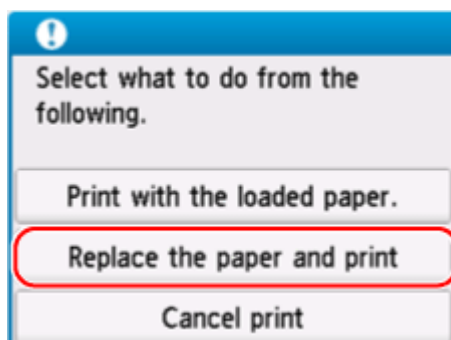 Select what to do from the
following.
Print with the loaded paper.
Replace the paper and print
Cancel print